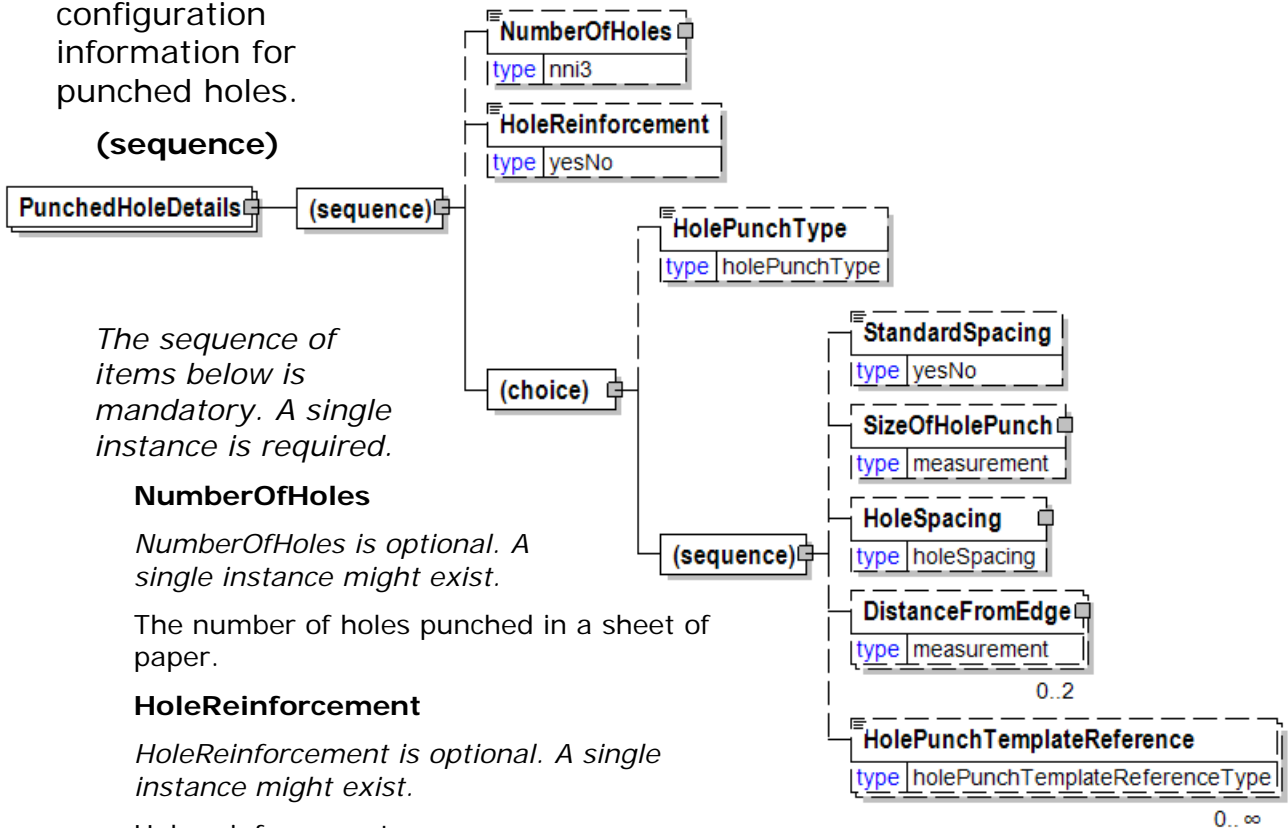 configuration
information for
punched holes.
(sequence)
PunchedHoleDetails
(sequence)
NumberOfHoles
type nni3
HoleReinforcement
type yesNo
HolePunchType
type holePunchType
(choice)
StandardSpacing
type yesNo
SizeOfHolePunch
type measurement
HoleSpacing
type holeSpacing
(sequence)
DistanceFromEdge
type measurement
0..2
HolePunchTemplateReference
type holePunchTemplateReferenceType
0..∞
The sequence of
items below is
mandatory. A single
instance is required.
NumberOfHoles
NumberOfHoles is optional. A
single instance might exist.
The number of holes punched in a sheet of
paper.
HoleReinforcement
HoleReinforcement is optional. A single
instance might exist.